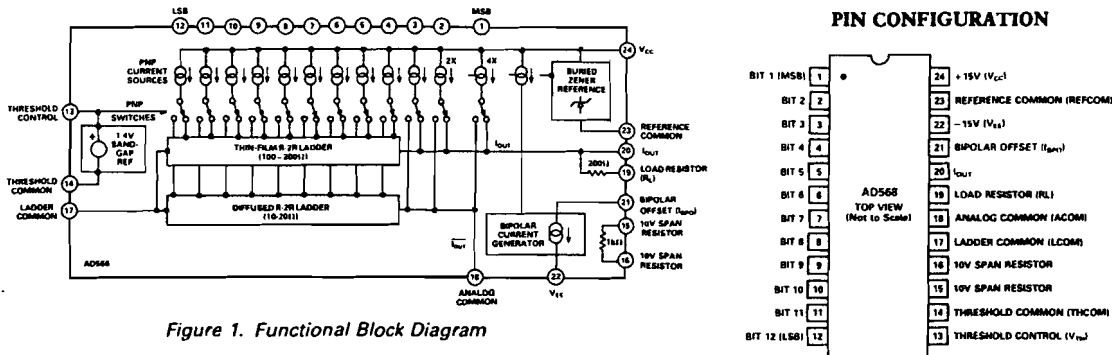 LSB MSB
12 11 10 9 8 7 6 5 4 3 2 1
2X 4X
PNP
CURRENT
SOURCES
24 VCC
BURIED
ZENER
REFERENCE
THRESHOLD
CONTROL
13
PNP
SWITCHES
1 4V
BAND-
GAP
REF
THRESHOLD
COMMON
14
LADDER
COMMON
17
THIN-FILM R-2R LADDER
(100 - 200Ω)
DIFFUSED R-2R LADDER
(10-20Ω)
IOUT
23 REFERENCE
COMMON
20 IOUT
200Ω
19 LOAD RESISTOR
(RL)
21 BIPOLAR
OFFSET (IBPO)
15 10V SPAN
RESISTOR
1kΩ
16 10V SPAN
RESISTOR
BIPOLAR
CURRENT
GENERATOR
IOUT
AD568
18
ANALOG
COMMON
22
Figure 1. Functional Block Diagram
PIN CONFIGURATION
BIT 1 (MSB) 1
BIT 2 2
BIT 3 3
BIT 4 4
BIT 5 5
BIT 6 6
BIT 7 7
BIT 8 8
BIT 9 9
BIT 10 10
BIT 11 11
BIT 12 (LSB) 12
AD568
TOP VIEW
(Not to Scale)
24 +15V (VCC)
23 REFERENCE COMMON (REFCOM)
22 -15V (VEE)
21 BIPOLAR OFFSET
20 IOUT
19 LOAD RESISTOR (RL)
18 ANALOG COMMON (ACOM)
17 LADDER COMMON (LCOM)
16 10V SPAN RESISTOR
15 10V SPAN RESISTOR
14 THRESHOLD COMMON (THCOM)
13 THRESHOLD CONTROL (VTH)